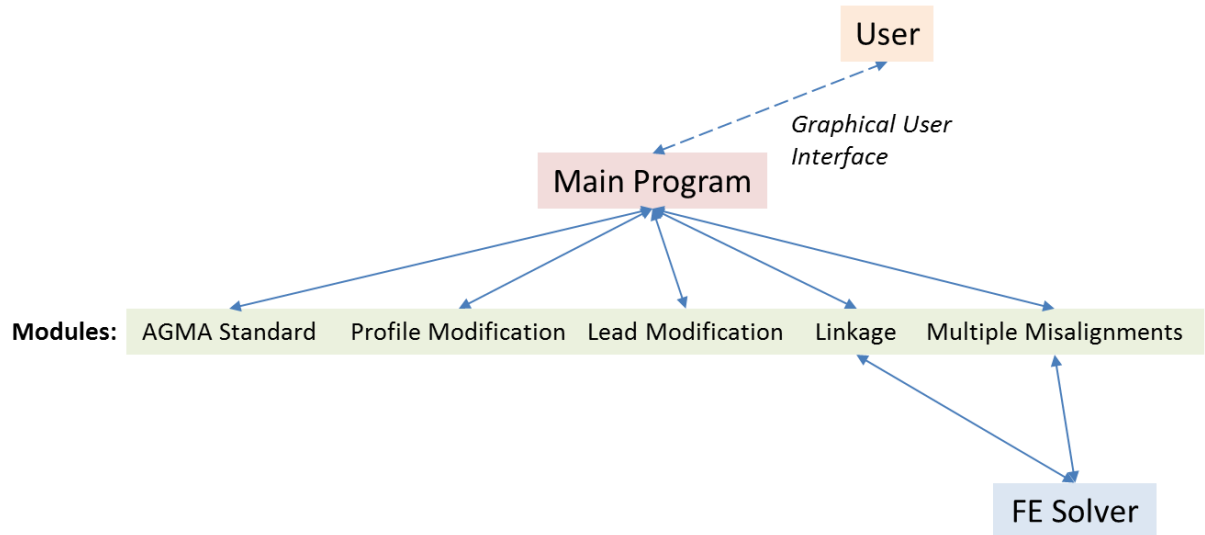 User
Graphical User
Interface
Main Program
Modules: AGMA Standard Profile Modification Lead Modification Linkage Multiple Misalignments
FE Solver